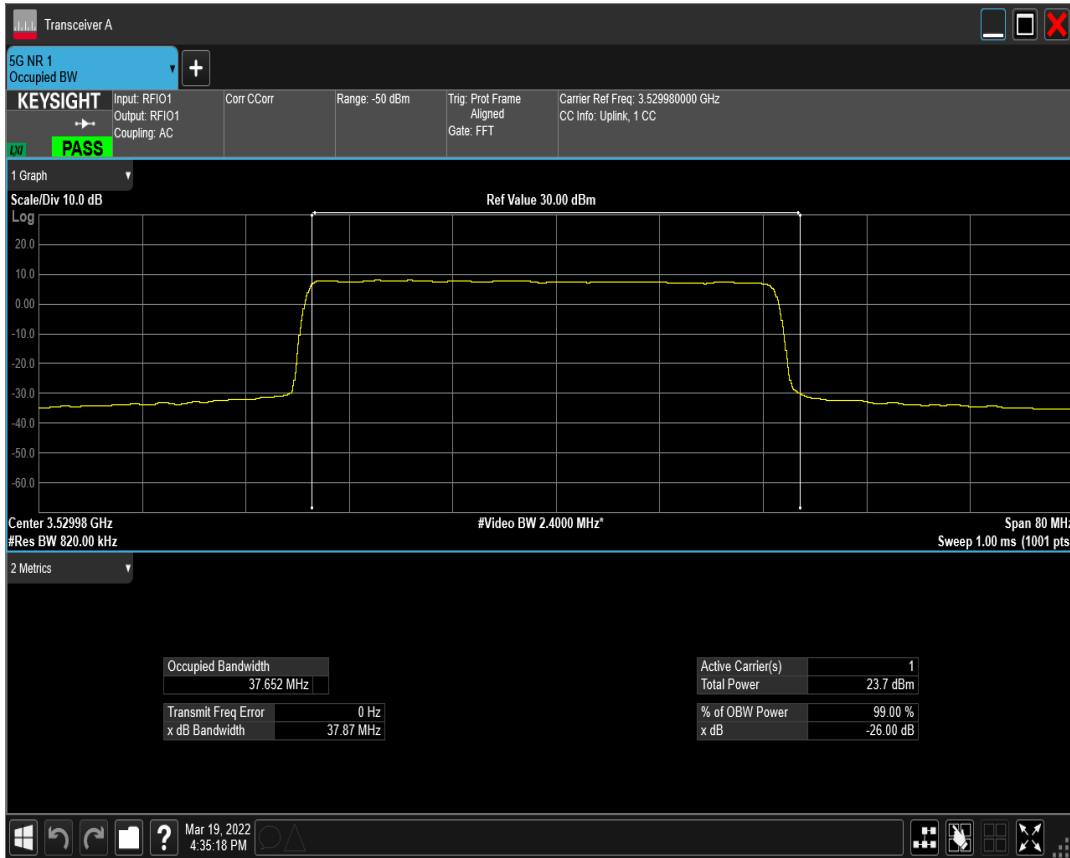 Transceiver A
5G NR 1
Occupied BW
+
KEYSIGHT
Input: RFIO1
Output: RFIO1
Coupling: AC
LXI
PASS
Corr CCorr
Range: -50 dBm
Trig: Prot Frame
Aligned
Gate: FFT
Carrier Ref Freq: 3.529980000 GHz
CC Info: Uplink, 1 CC
1 Graph
Scale/Div 10.0 dB
Ref Value 30.00 dBm
Log
20.0
10.0
0.00
-10.0
-20.0
-30.0
-40.0
-50.0
-60.0
Center 3.52998 GHz
#Video BW 2.4000 MHz*
Span 80 MHz
#Res BW 820.00 kHz
Sweep 1.00 ms (1001 pts
2 Metrics
Occupied Bandwidth
37.652 MHz
Transmit Freq Error 0 Hz
x dB Bandwidth 37.87 MHz
Active Carrier(s) 1
Total Power 23.7 dBm
% of OBW Power 99.00 %
x dB -26.00 dB
?
Mar 19, 2022
4:35:18 PM